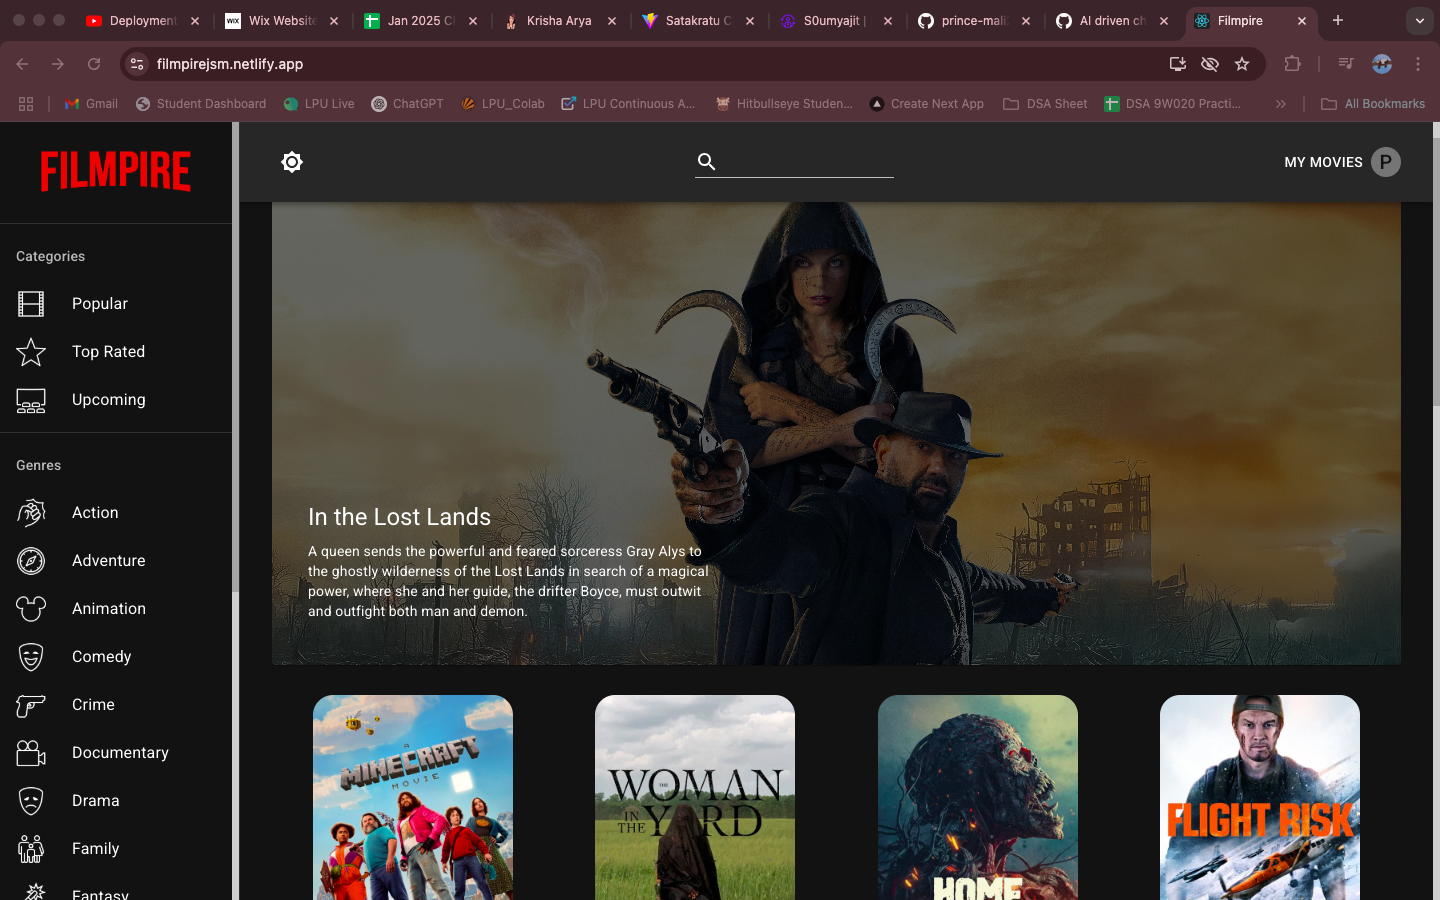 Deployment
Wix Website
Jan 2025 C
Krisha Arya
Satakratu C
S0umyajit |
prince-mali
AI driven ch
Filmpire
filmpirejsm.netlify.app
Gmail
Student Dashboard
LPU Live
ChatGPT
LPU_Colab
LPU Continuous A...
Hitbullseye Studen...
Create Next App
DSA Sheet
DSA 9W020 Practi...
All Bookmarks
FILMPIRE
MY MOVIES
P
Categories
Popular
Top Rated
Upcoming
Genres
Action
Adventure
Animation
Comedy
Crime
Documentary
Drama
Family
Fantasy
In the Lost Lands
A queen sends the powerful and feared sorceress Gray Alys to
the ghostly wilderness of the Lost Lands in search of a magical
power, where she and her guide, the drifter Boyce, must outwit
and outfight both man and demon.
A
MINECRAFT
MOVIE
THE WOMAN
IN THE YARD
HOME
FLIGHT RISK